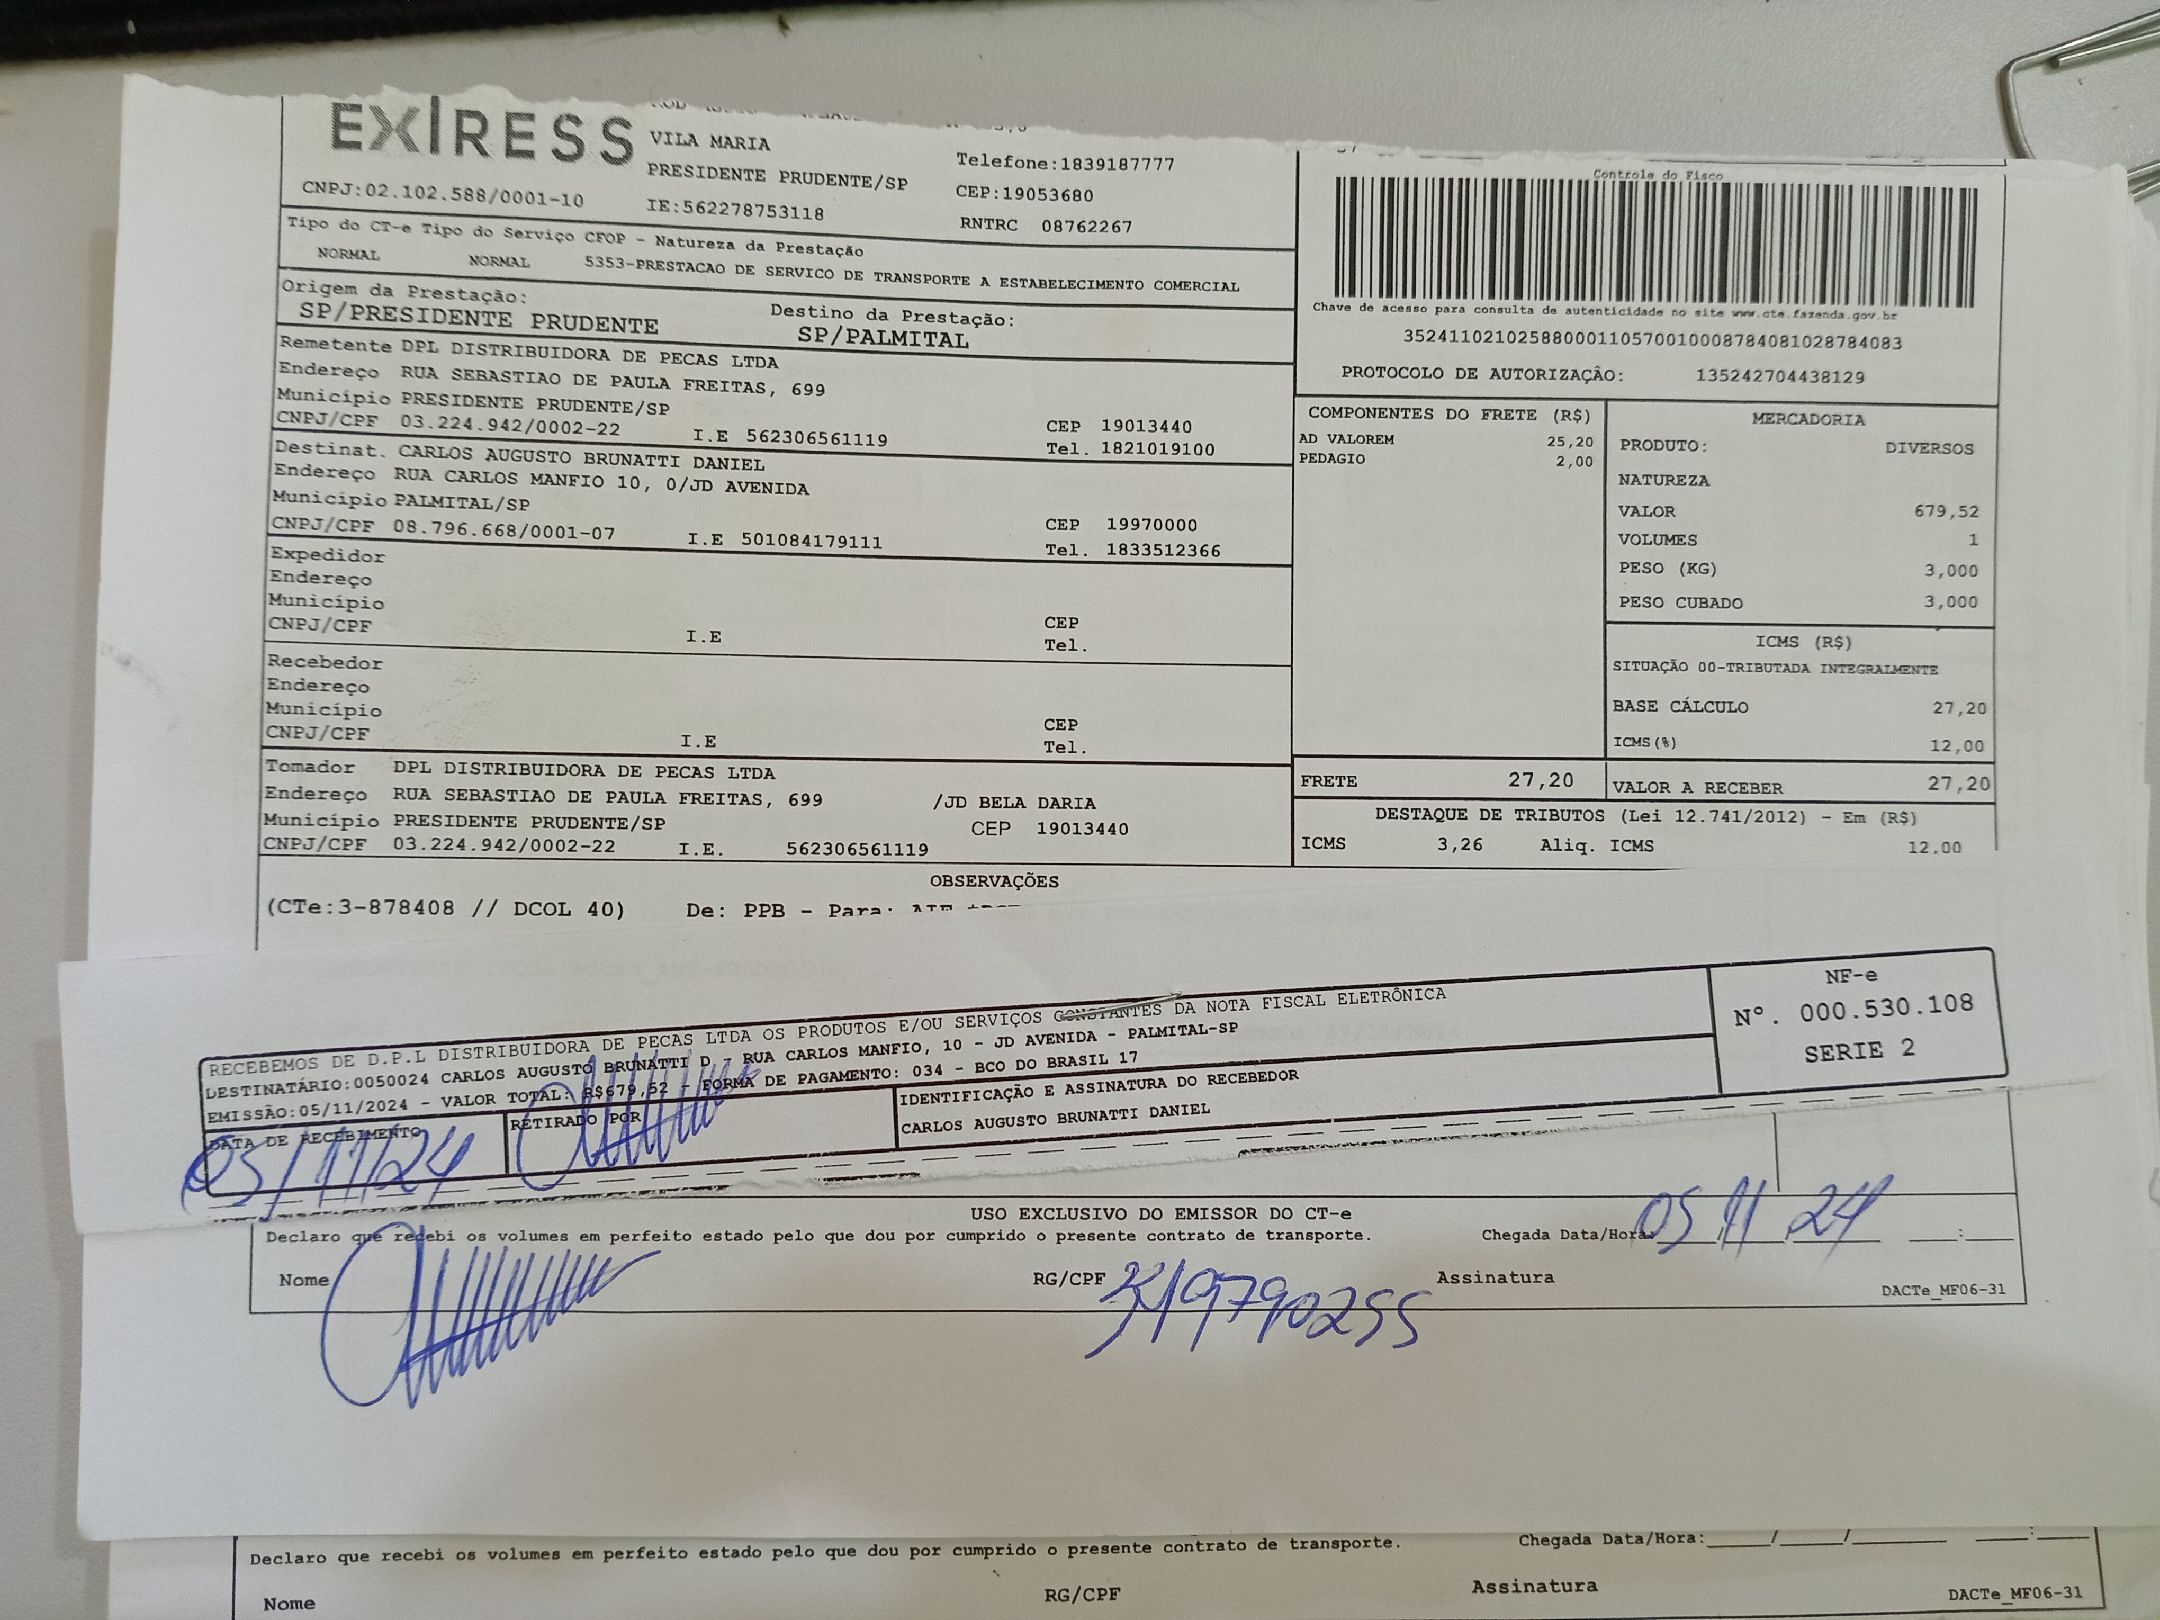 EXPRESS
VILA MARIA
PRESIDENTE PRUDENTE/SP
CNPJ:02.102.588/0001-10
IE:562278753118
Telefone:1839187777
CEP:19053680
RNTRC 08762267
Tipo do CT-e Tipo do Serviço CFOP - Natureza da Prestação
NORMAL NORMAL 5353-PRESTACAO DE SERVICO DE TRANSPORTE A ESTABELECIMENTO COMERCIAL
Origem da Prestação: Destino da Prestação:
SP/PRESIDENTE PRUDENTE SP/PALMITAL
Remetente DPL DISTRIBUIDORA DE PECAS LTDA
Endereço RUA SEBASTIAO DE PAULA FREITAS, 699
Município PRESIDENTE PRUDENTE/SP CEP 19013440
CNPJ/CPF 03.224.942/0002-22 I.E 562306561119 Tel. 1821019100
Destinat. CARLOS AUGUSTO BRUNATTI DANIEL
Endereço RUA CARLOS MANFIO 10, 0/JD AVENIDA
Município PALMITAL/SP CEP 19970000
CNPJ/CPF 08.796.668/0001-07 I.E 501084179111 Tel. 1833512366
Expedidor
Endereço
Município CEP
CNPJ/CPF I.E Tel.
Recebedor
Endereço
Município CEP
CNPJ/CPF I.E Tel.
Tomador DPL DISTRIBUIDORA DE PECAS LTDA
Endereço RUA SEBASTIAO DE PAULA FREITAS, 699 /JD BELA DARIA
Município PRESIDENTE PRUDENTE/SP CEP 19013440
CNPJ/CPF 03.224.942/0002-22 I.E. 562306561119
Controle do Fisco
Chave de acesso para consulta de autenticidade no site www.cte.fazenda.gov.br
35241102102588000110570010008784081028784083
PROTOCOLO DE AUTORIZAÇÂO: 135242704438129
COMPONENTES DO FRETE (R$)
AD VALOREM 25,20
PEDAGIO 2,00
MERCADORIA
PRODUTO: DIVERSOS
NATUREZA
VALOR 679,52
VOLUMES 1
PESO (KG) 3,000
PESO CUBADO 3,000
ICMS (R$)
SITUAÇÃO 00-TRIBUTADA INTEGRALMENTE
BASE CÁLCULO 27,20
ICMS(%) 12,00
FRETE 27,20 VALOR A RECEBER 27,20
DESTAQUE DE TRIBUTOS (Lei 12.741/2012) - Em (R$)
ICMS 3,26 Aliq. ICMS 12,00
OBSERVAÇÕES
(CTe:3-878408 // DCOL 40) De: PPB - Para:
RECEBEMOS DE D.P.L DISTRIBUIDORA DE PECAS LTDA OS PRODUTOS E/OU SERVIÇOS CONSTANTES DA NOTA FISCAL ELETRÔNICA
DESTINATÁRIO:0050024 CARLOS AUGUSTO BRUNATTI D - RUA CARLOS MANFIO, 10 - JD AVENIDA - PALMITAL-SP
EMISSÃO:05/11/2024 - VALOR TOTAL: R$679,52 - FORMA DE PAGAMENTO: 034 - BCO DO BRASIL 17
DATA DE RECEBIMENTO RETIRADO POR IDENTIFICAÇÃO E ASSINATURA DO RECEBEDOR
05/11/24 CARLOS AUGUSTO BRUNATTI DANIEL
NF-e
Nº. 000.530.108
SERIE 2
USO EXCLUSIVO DO EMISSOR DO CT-e
Declaro que recebi os volumes em perfeito estado pelo que dou por cumprido o presente contrato de transporte. Chegada Data/Hora: 05 11 24 :
Nome RG/CPF Assinatura
DACTe_MF06-31
Declaro que recebi os volumes em perfeito estado pelo que dou por cumprido o presente contrato de transporte. Chegada Data/Hora: / / :
Nome RG/CPF Assinatura
DACTe_MF06-31